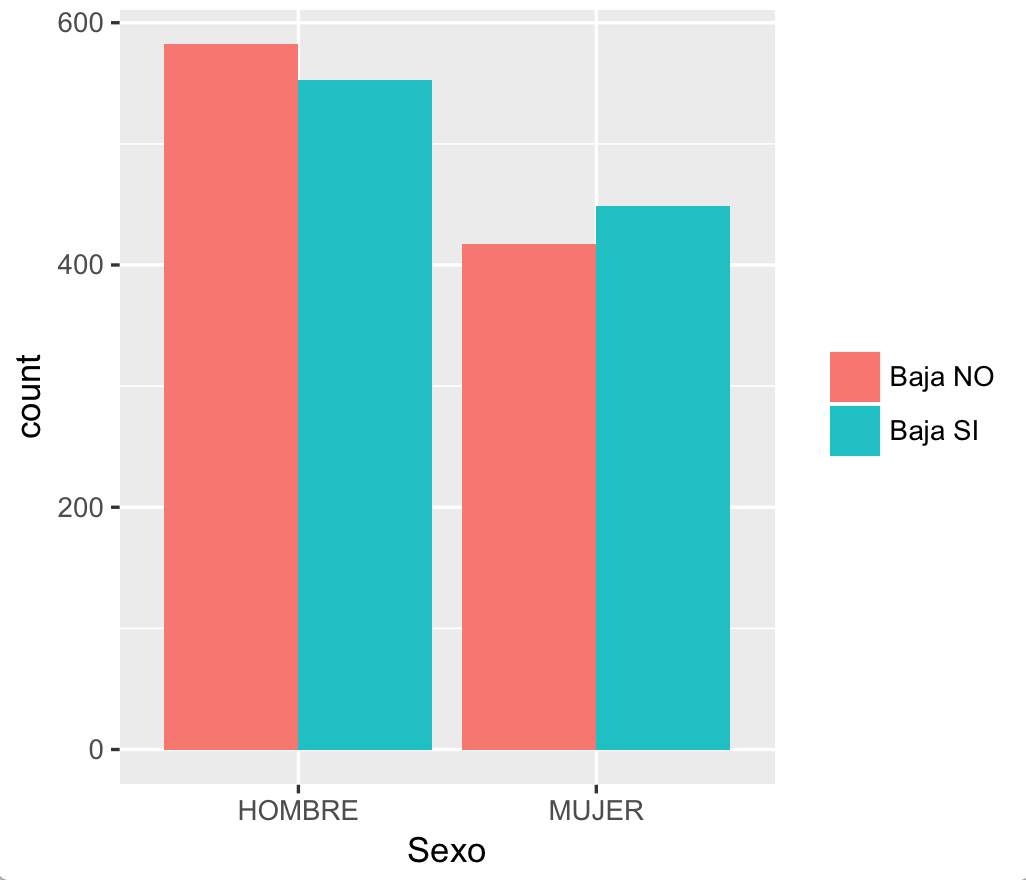 600
400
200
0
count
HOMBRE
MUJER
Sexo
Baja NO
Baja SI